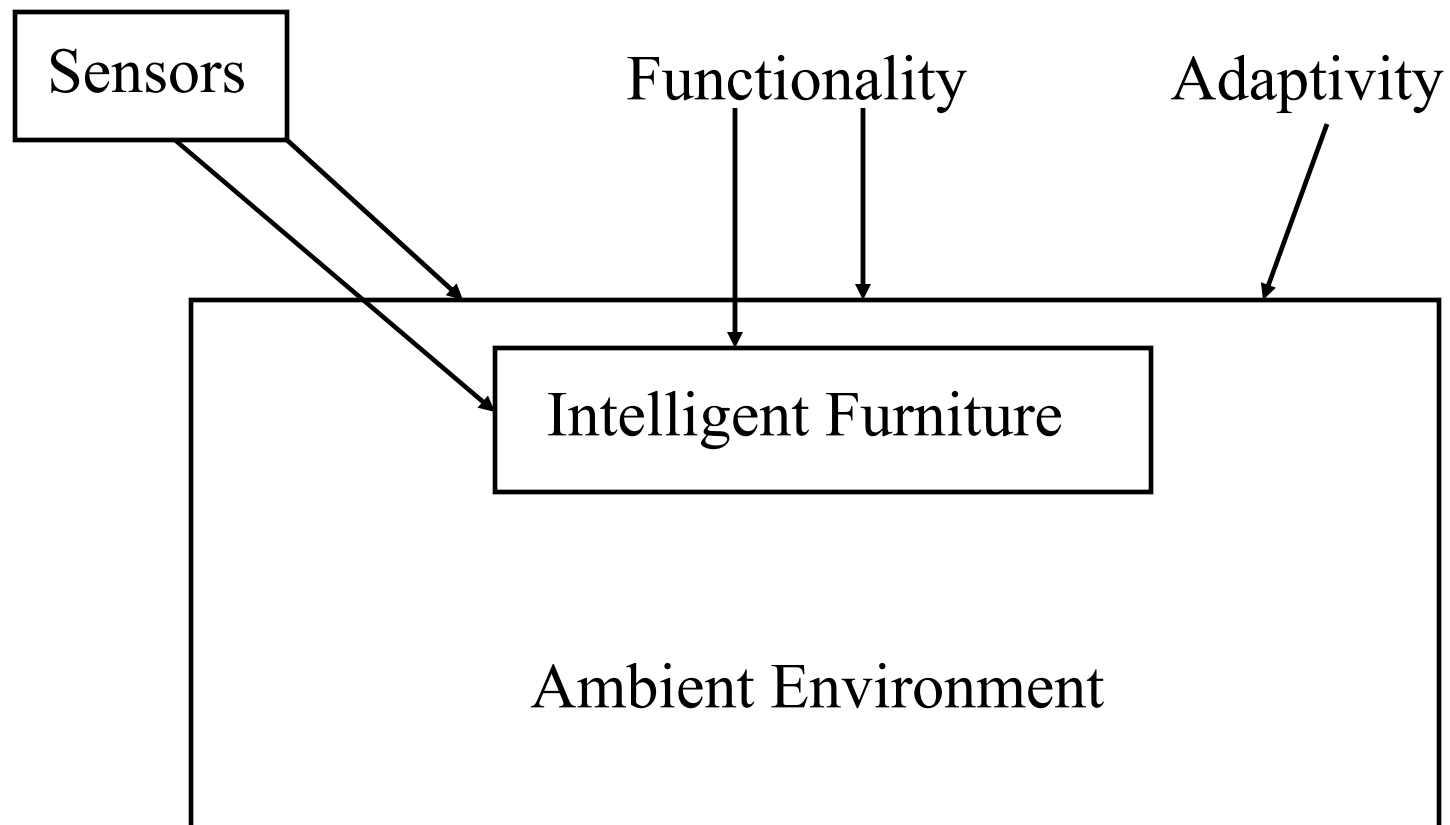 Sensors
Functionality
Adaptivity
Intelligent Furniture
Ambient Environment